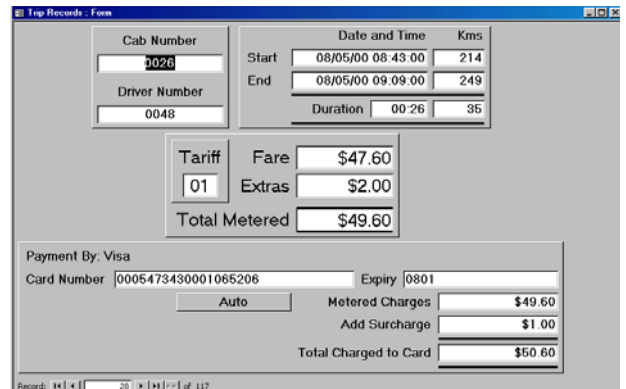 Trip Records : Form
Cab Number
0026
Driver Number
0048
Date and Time Kms
Start 08/05/00 08:43:00 214
End 08/05/00 09:09:00 249
Duration 00:26 35
Tariff
01
Fare $47.60
Extras $2.00
Total Metered $49.60
Payment By: Visa
Card Number 0005473430001065206 Expiry 0801
Auto
Metered Charges $49.60
Add Surcharge $1.00
Total Charged to Card $50.60
Record: 20 of 117